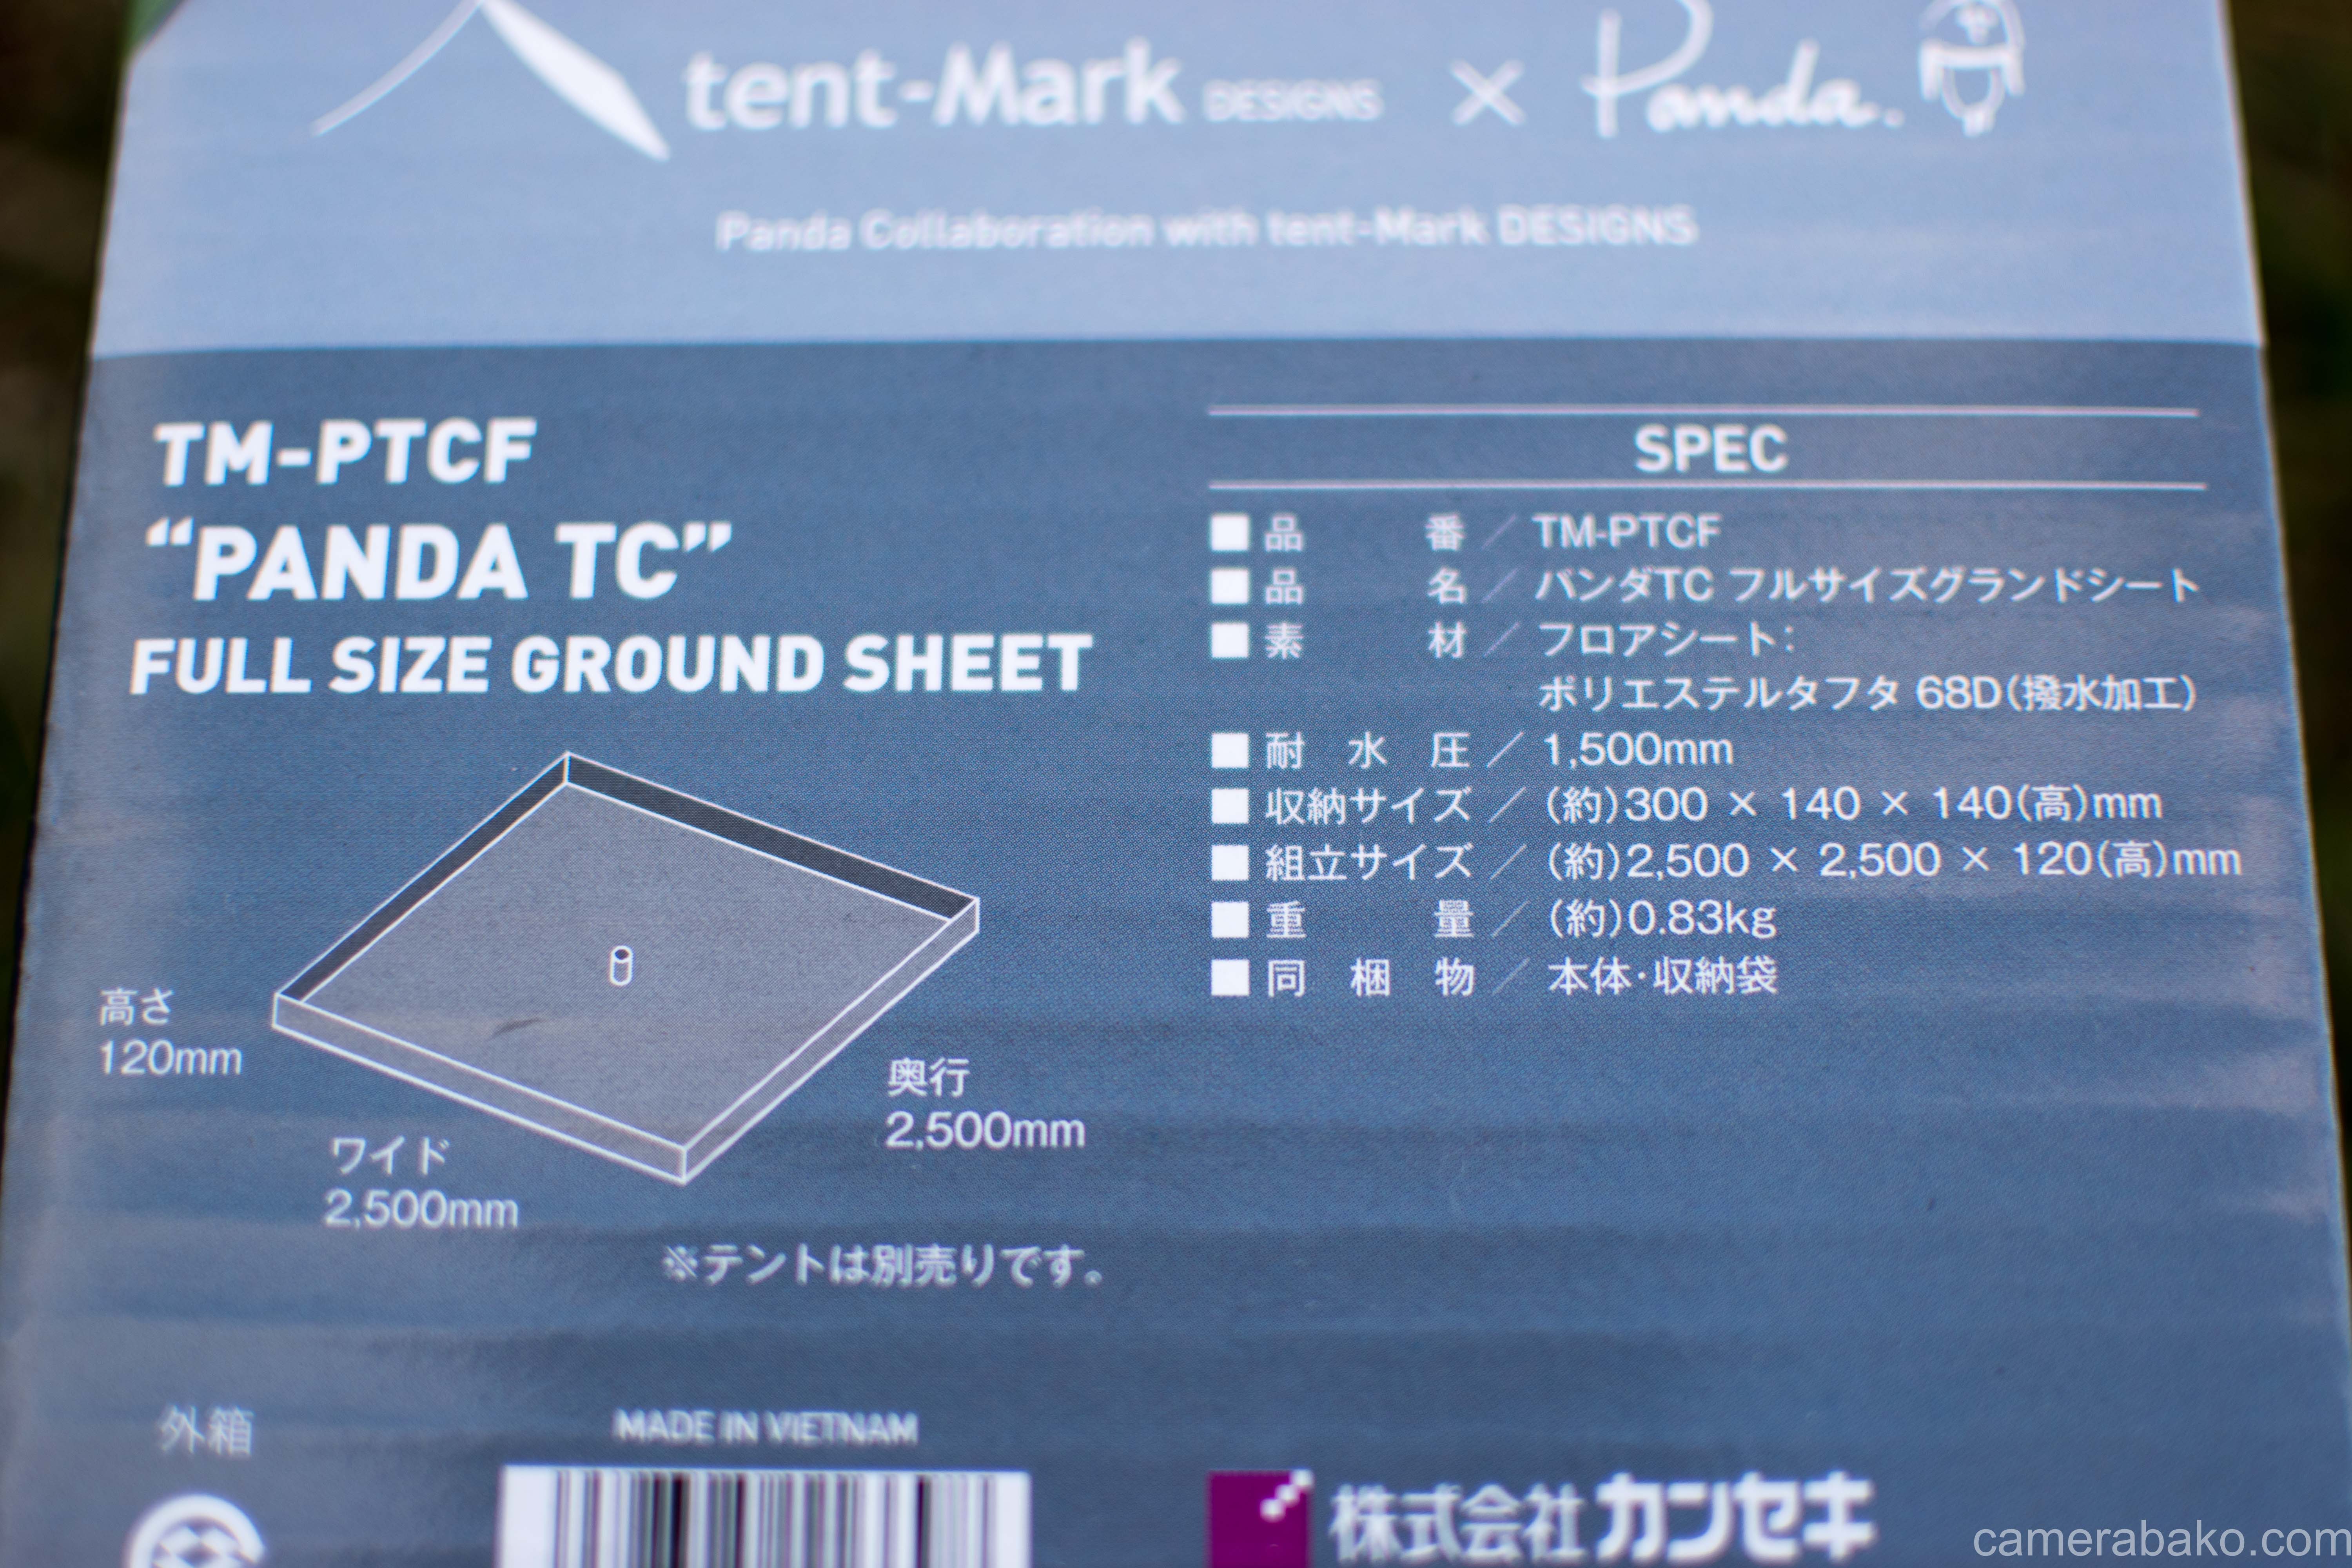 tent-Mark DESIGNS × Panda.
Panda Collaboration with tent-Mark DESIGNS
TM-PTCF
“PANDA TC”
FULL SIZE GROUND SHEET
高さ
120mm
ワイド
2,500mm
奥行
2,500mm
※テントは別売りです。
SPEC
■品番／TM-PTCF
■品名／パンダTC フルサイズグランドシート
■素材／フロアシート：
ポリエステルタフタ 68D（撥水加工）
■耐水圧／1,500mm
■収納サイズ／（約）300 × 140 × 140（高）mm
■組立サイズ／（約）2,500 × 2,500 × 120（高）mm
■重量／（約）0.83kg
■同梱物／本体・収納袋
外箱
MADE IN VIETNAM
株式会社カンセキ
camerabako.com